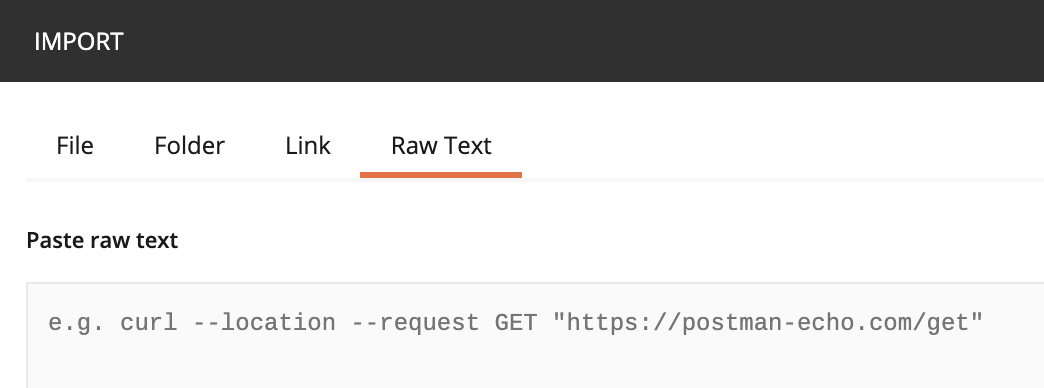 IMPORT
File Folder Link Raw Text
Paste raw text
e.g. curl --location --request GET "https://postman-echo.com/get"